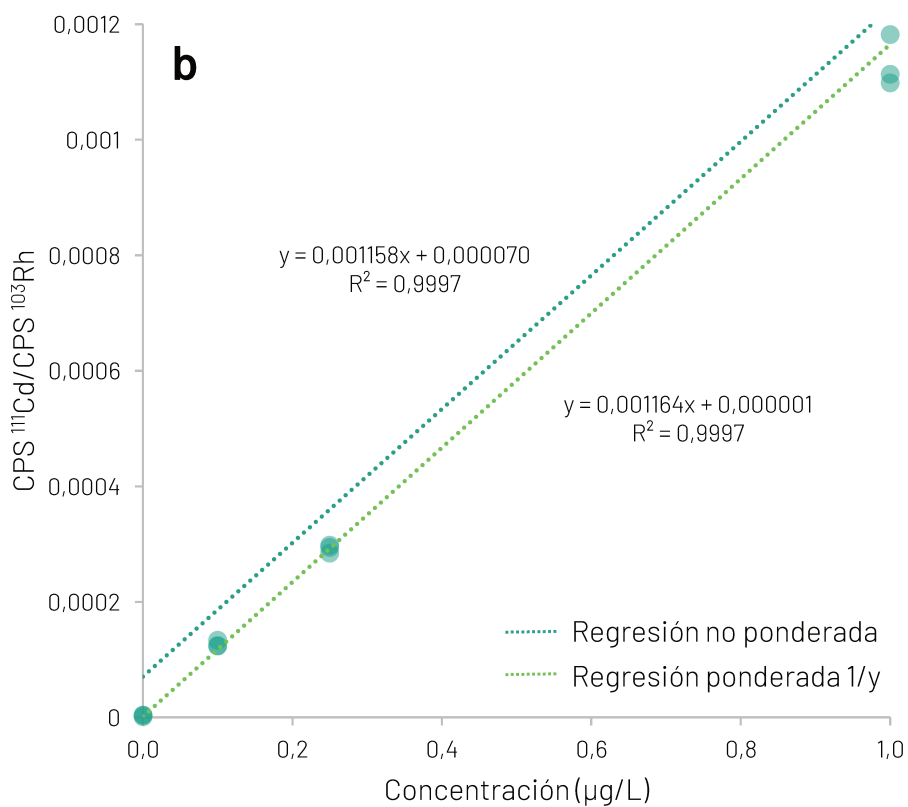 b
CPS ¹¹¹Cd/CPS ¹⁰³Rh
0,0012
0,001
0,0008
0,0006
0,0004
0,0002
0
y = 0,001158x + 0,000070
R² = 0,9997
y = 0,001164x + 0,000001
R² = 0,9997
Regresión no ponderada
Regresión ponderada 1/y
0,0 0,2 0,4 0,6 0,8 1,0
Concentración (µg/L)